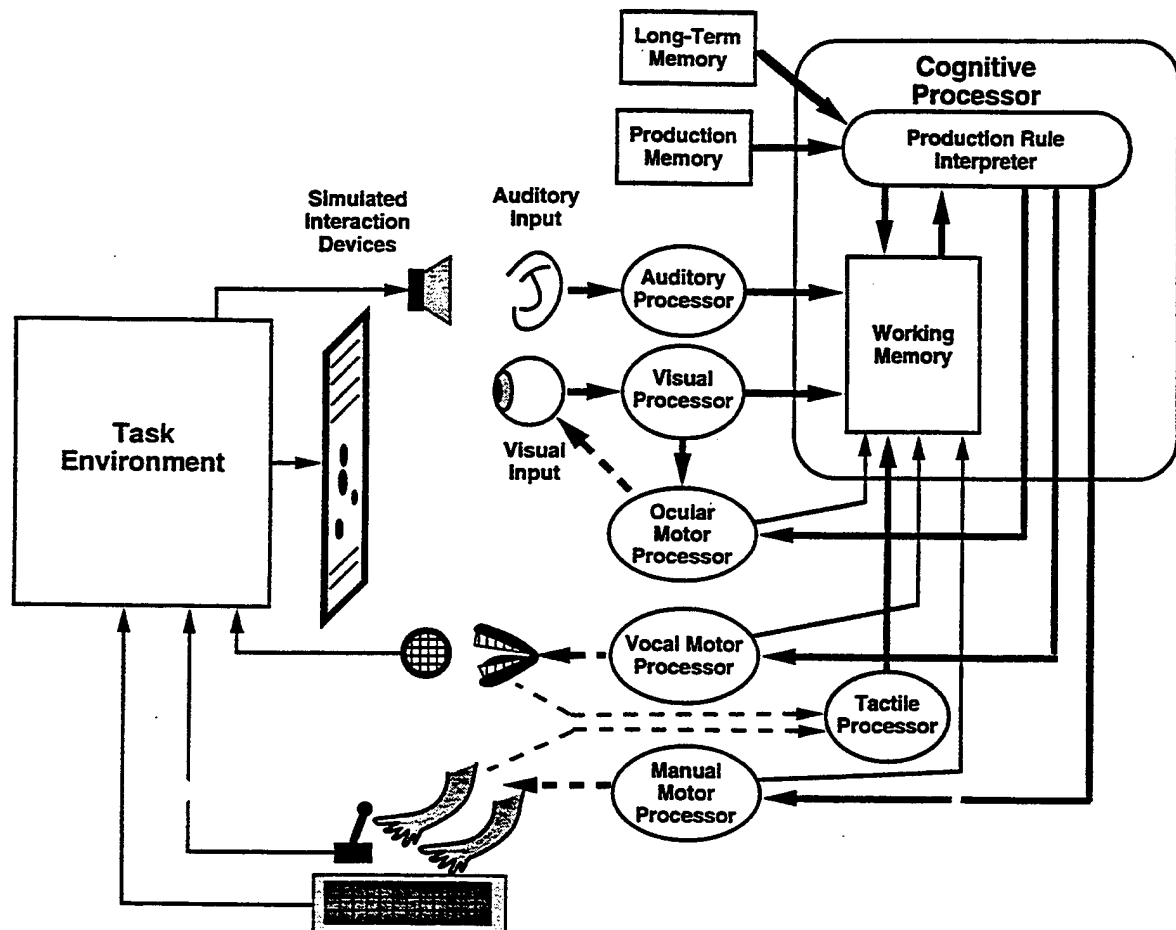 Long-Term
Memory
Cognitive
Processor
Production
Memory
Production Rule
Interpreter
Simulated
Interaction
Devices
Auditory
Input
Auditory
Processor
Working
Memory
Visual
Processor
Visual
Input
Task
Environment
Ocular
Motor
Processor
Vocal Motor
Processor
Tactile
Processor
Manual
Motor
Processor